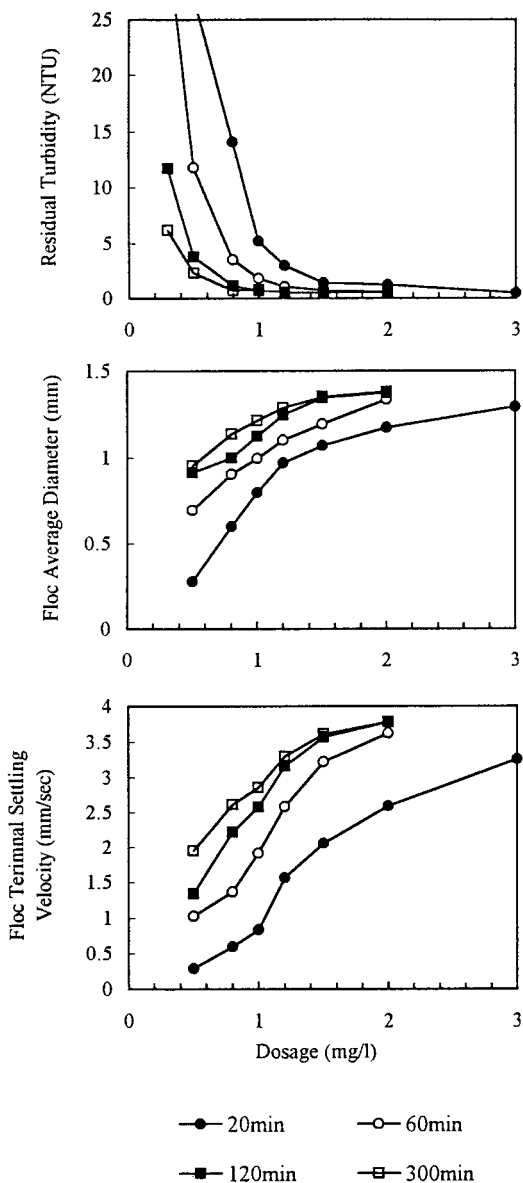 Residual Turbidity (NTU)
25
20
15
10
5
0
0 1 2 3
Floc Average Diameter (mm)
1.5
1
0.5
0
0 1 2 3
Floc Terimnal Settling
Velocity (mm/sec)
4
3.5
3
2.5
2
1.5
1
0.5
0
0 1 2 3
Dosage (mg/l)
20min 60min
120min 300min